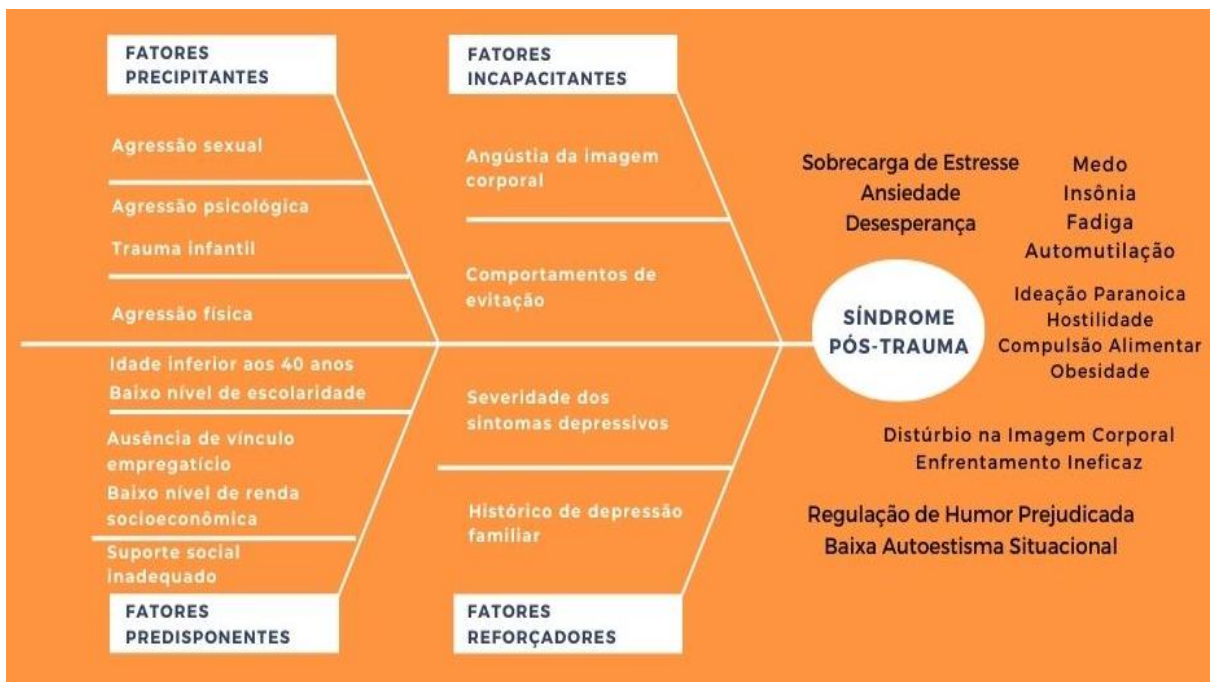 FATORES
PRECIPITANTES
Agressão sexual
Agressão psicológica
Trauma infantil
Agressão física
Idade inferior aos 40 anos
Baixo nível de escolaridade
Ausência de vínculo
empregatício
Baixo nível de renda
socioeconômica
Suporte social
inadequado
FATORES
PREDISPONENTES
FATORES
INCAPACITANTES
Angústia da imagem
corporal
Comportamentos de
evitação
Severidade dos
sintomas depressivos
Histórico de depressão
familiar
FATORES
REFORÇADORES
Sobrecarga de Estresse
Ansiedade
Desesperança
Medo
Insônia
Fadiga
Automutilação
SÍNDROME
PÓS-TRAUMA
Ideação Paranoica
Hostilidade
Compulsão Alimentar
Obesidade
Distúrbio na Imagem Corporal
Enfrentamento Ineficaz
Regulação de Humor Prejudicada
Baixa Autoestisma Situacional